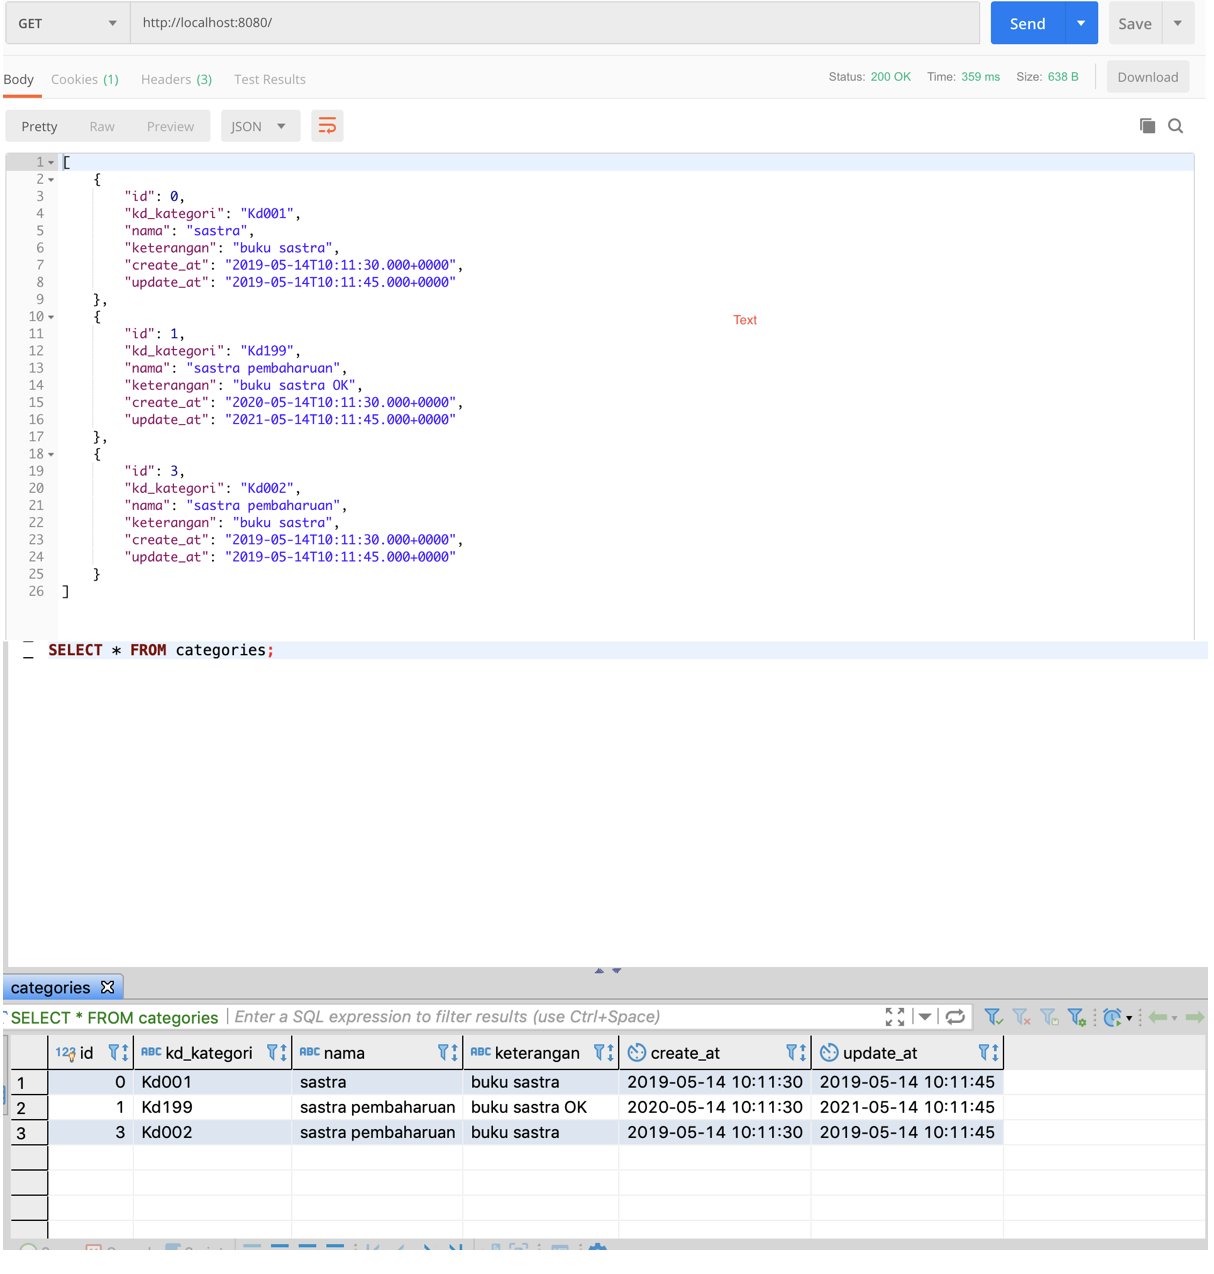 GET http://localhost:8080/ Send Save
Body Cookies (1) Headers (3) Test Results Status: 200 OK Time: 359 ms Size: 638 B Download
Pretty Raw Preview JSON
1 [
2 {
3 "id": 0,
4 "kd_kategori": "Kd001",
5 "nama": "sastra",
6 "keterangan": "buku sastra",
7 "create_at": "2019-05-14T10:11:30.000+0000",
8 "update_at": "2019-05-14T10:11:45.000+0000"
9 },
10 {
Text
11 "id": 1,
12 "kd_kategori": "Kd199",
13 "nama": "sastra pembaharuan",
14 "keterangan": "buku sastra OK",
15 "create_at": "2020-05-14T10:11:30.000+0000",
16 "update_at": "2021-05-14T10:11:45.000+0000"
17 },
18 {
19 "id": 3,
20 "kd_kategori": "Kd002",
21 "nama": "sastra pembaharuan",
22 "keterangan": "buku sastra",
23 "create_at": "2019-05-14T10:11:30.000+0000",
24 "update_at": "2019-05-14T10:11:45.000+0000"
25 }
26 ]
SELECT * FROM categories;
categories
SELECT * FROM categories Enter a SQL expression to filter results (use Ctrl+Space)
123 id ABC kd_kategori ABC nama ABC keterangan create_at update_at
1 0 Kd001 sastra buku sastra 2019-05-14 10:11:30 2019-05-14 10:11:45
2 1 Kd199 sastra pembaharuan buku sastra OK 2020-05-14 10:11:30 2021-05-14 10:11:45
3 3 Kd002 sastra pembaharuan buku sastra 2019-05-14 10:11:30 2019-05-14 10:11:45